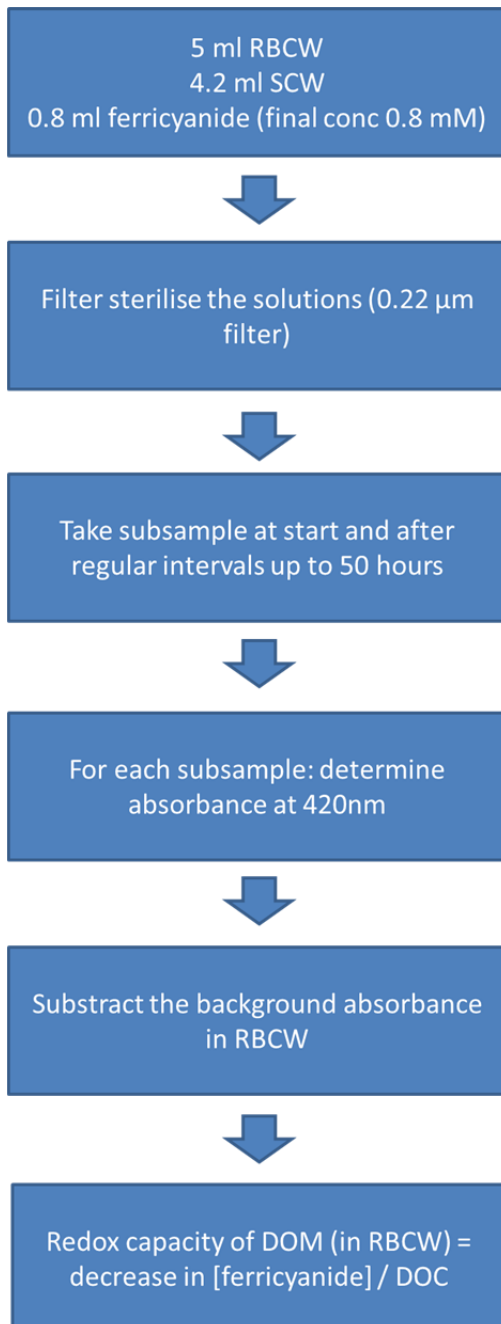 5 ml RBCW
4.2 ml SCW
0.8 ml ferricyanide (final conc 0.8 mM)
Filter sterilise the solutions (0.22 µm
filter)
Take subsample at start and after
regular intervals up to 50 hours
For each subsample: determine
absorbance at 420nm
Substract the background absorbance
in RBCW
Redox capacity of DOM (in RBCW) =
decrease in [ferricyanide] / DOC